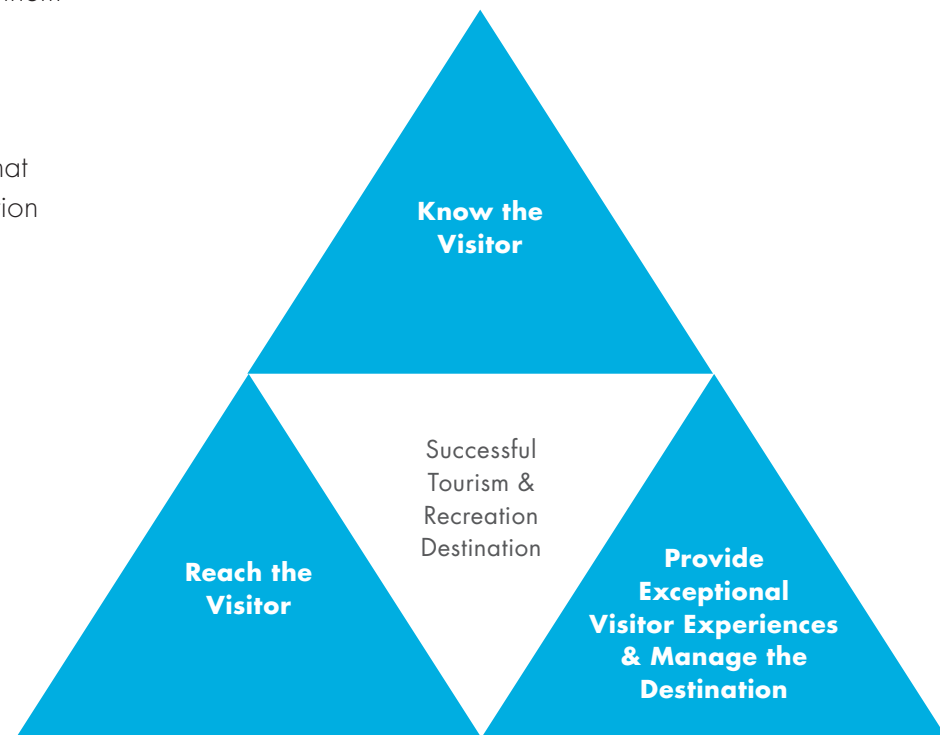 Know the
Visitor
Successful
Tourism &
Recreation
Destination
Reach the
Visitor
Provide
Exceptional
Visitor Experiences
& Manage the
Destination